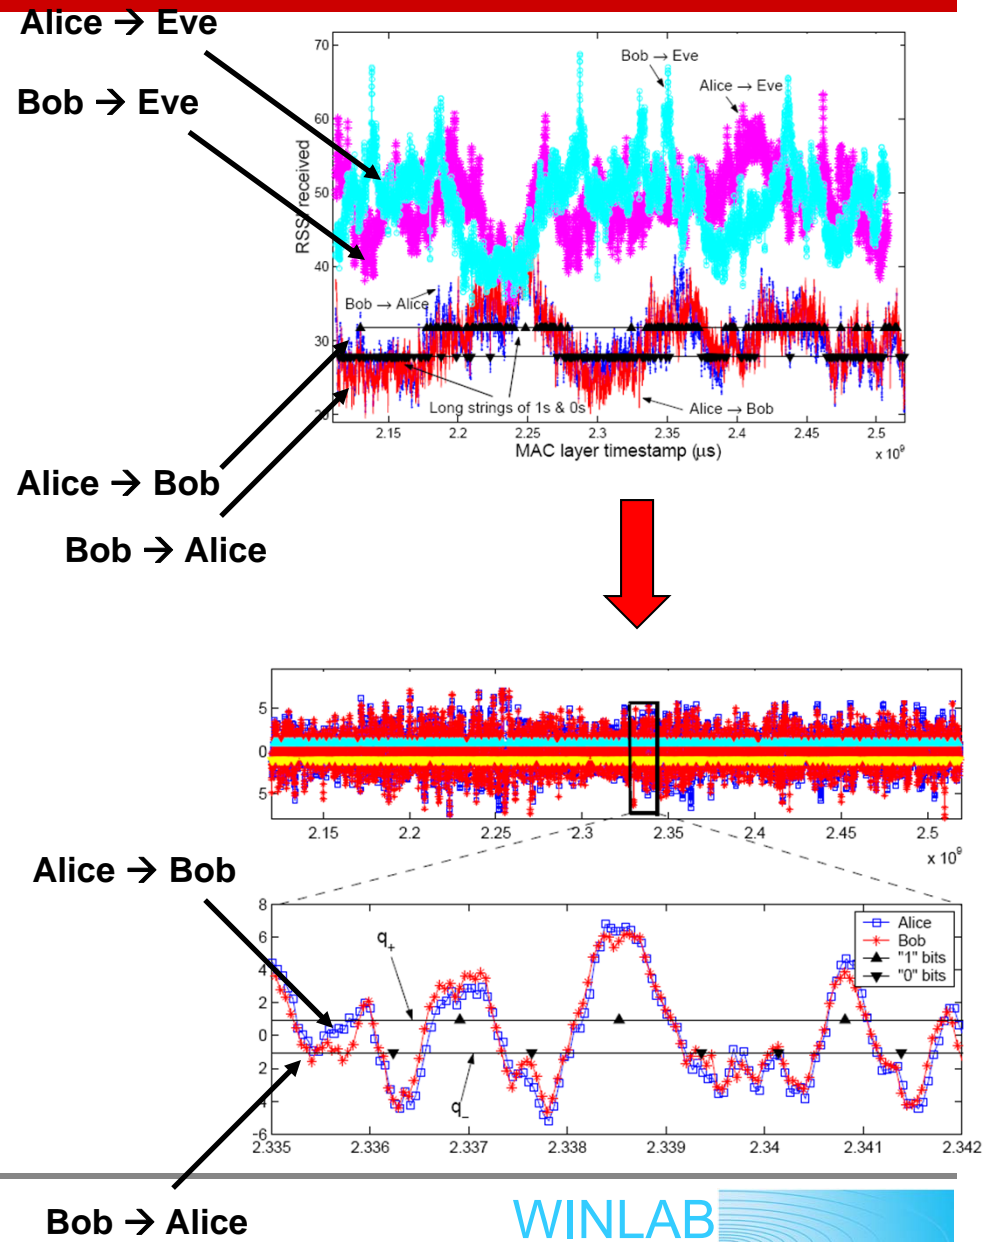 Alice → Eve
Bob → Eve
70
60
50
40
30
20
RSSI received
Bob → Eve
Alice → Eve
Bob → Alice
Long strings of 1s & 0s
Alice → Bob
2.15 2.2 2.25 2.3 2.35 2.4 2.45 2.5
MAC layer timestamp (μs)
x 10⁹
Alice → Bob
Bob → Alice
5
0
5
2.15 2.2 2.25 2.3 2.35 2.4 2.45 2.5
x 10⁹
Alice → Bob
8
6
4
2
0
2
4
-6
q₊
q₋
Alice
Bob
"1" bits
"0" bits
2.335 2.336 2.337 2.338 2.339 2.34 2.341 2.342
Bob → Alice
WINLAB